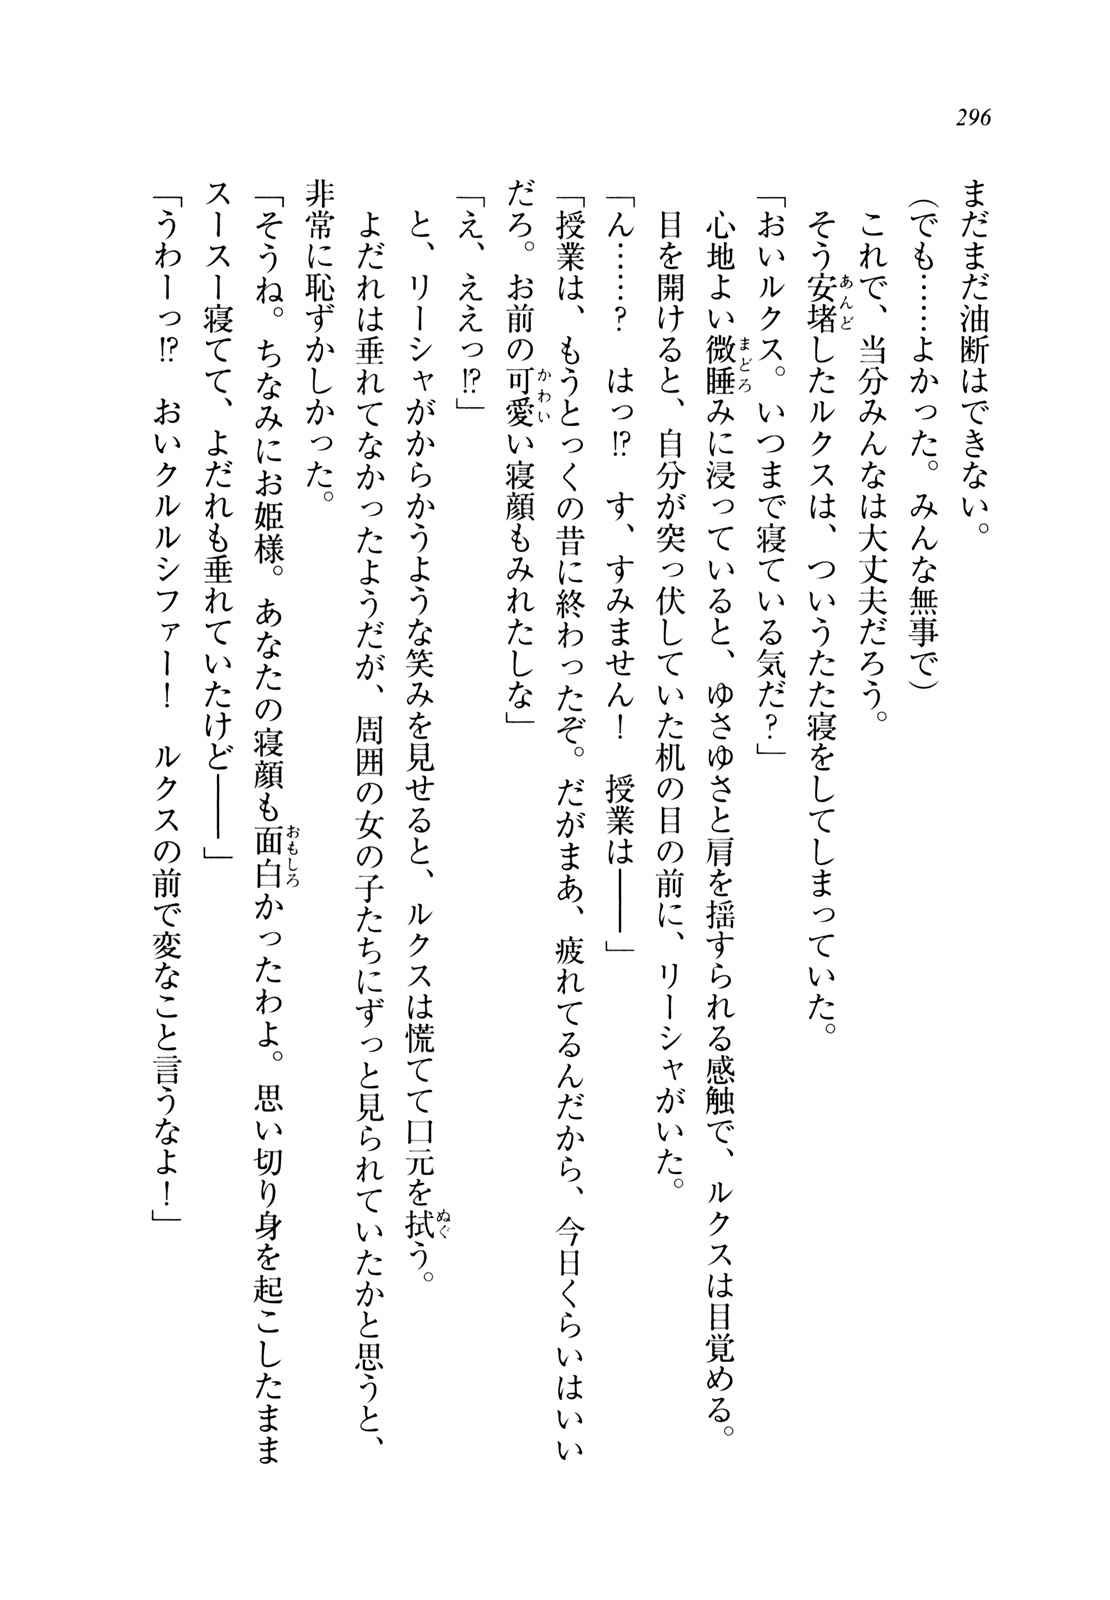 296
まだまだ油断はできない。
（でも……よかった。みんな無事で）
これで、当分みんなは大丈夫だろう。
そう安堵したルクスは、ついうたた寝をしてしまっていた。
「おいルクス。いつまで寝ている気だ？」
心地よい微睡みに浸っていると、ゆさゆさと肩を揺すられる感触で、ルクスは目覚める。
目を開けると、自分が突っ伏していた机の目の前に、リーシャがいた。
「ん……？　はっ!?　す、すみません！　授業は――」
「授業は、もうとっくの昔に終わったぞ。だがまあ、疲れてるんだから、今日くらいはいい
だろ。お前の可愛い寝顔もみれたしな」
「え、ええっ!?」
と、リーシャがからかうような笑みを見せると、ルクスは慌てて口元を拭う。
よだれは垂れてなかったようだが、周囲の女の子たちにずっと見られていたかと思うと、
非常に恥ずかしかった。
「そうね。ちなみにお姫様。あなたの寝顔も面白かったわよ。思い切り身を起こしたまま
スースー寝てて、よだれも垂れていたけど――」
「うわーっ!?　おいクルルシファー！　ルクスの前で変なこと言うなよ！」